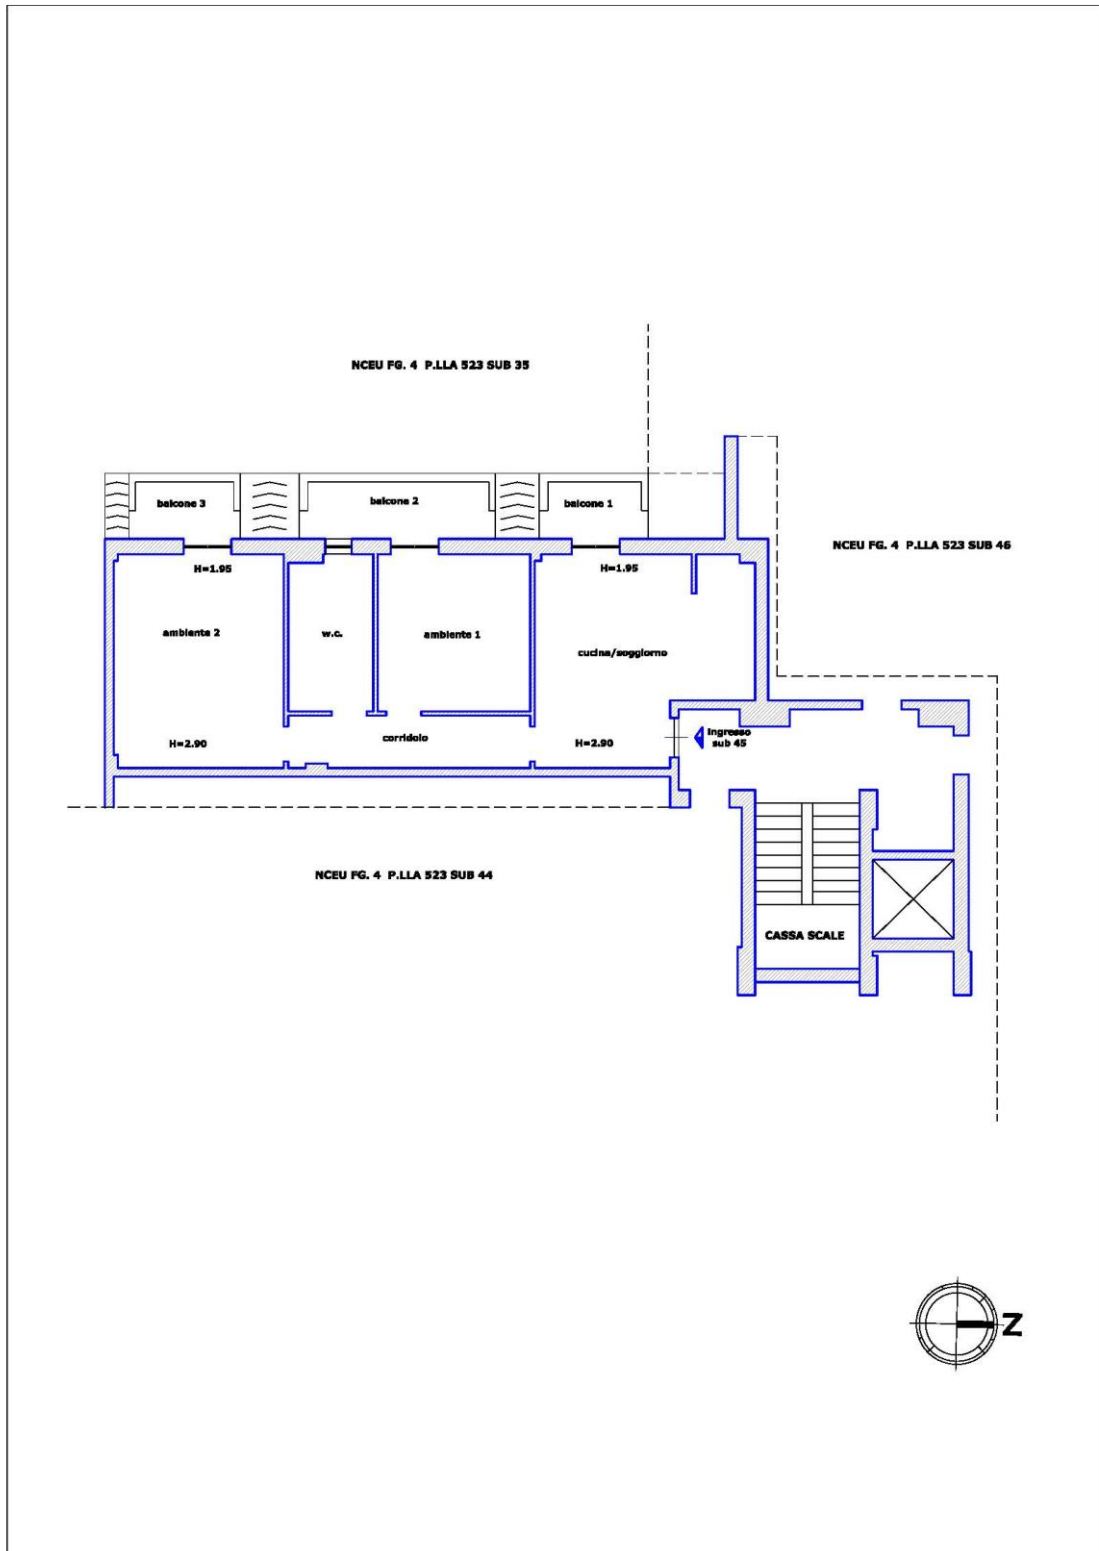 NCEU FG. 4 P.LLA 523 SUB 35
balcone 3
balcone 2
balcone 1
NCEU FG. 4 P.LLA 523 SUB 46
H=1.95
H=1.95
ambiente 2
w.c.
ambiente 1
cucina/soggiorno
H=2.90
corridoio
H=2.90
ingresso
sub 45
NCEU FG. 4 P.LLA 523 SUB 44
CASSA SCALE
N